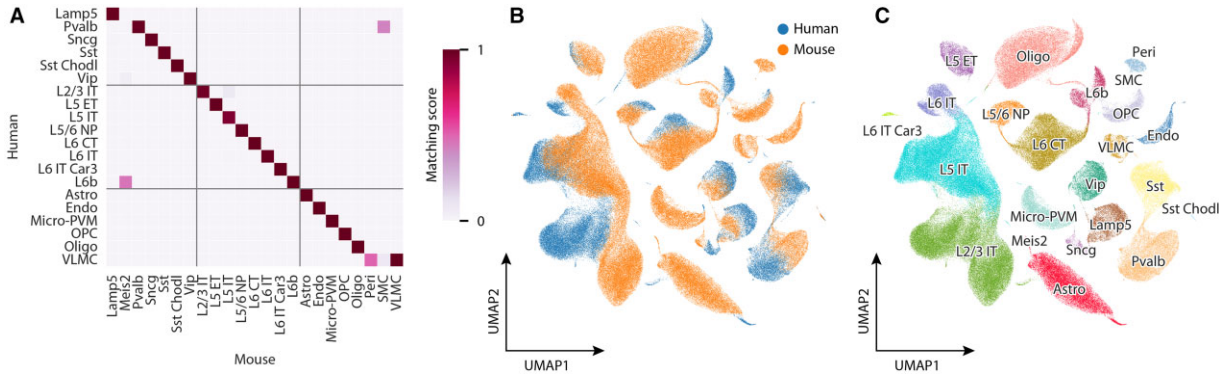 A
Lamp5
Pvalb
Sncg
Sst
Sst Chodl
Vip
L2/3 IT
L5 ET
L5 IT
L5/6 NP
L6 CT
L6 IT
L6 IT Car3
L6b
Astro
Endo
Micro-PVM
OPC
Oligo
VLMC
Human
Lamp5
Meis2
Pvalb
Sncg
Sst
Sst Chodl
Vip
L2/3 IT
L5 ET
L5 IT
L5/6 NP
L6 CT
L6 IT
L6 IT Car3
L6b
Astro
Endo
Micro-PVM
OPC
Oligo
Peri
SMC
VLMC
Mouse
1
Matching score
0
B
Human
Mouse
UMAP2
UMAP1
C
L5 ET
Oligo
Peri
SMC
L6 IT
L6b
L5/6 NP
OPC
L6 IT Car3
L6 CT
Endo
VLMC
L5 IT
Vip
Sst
Sst Chodl
Micro-PVM
Lamp5
L2/3 IT
Meis2
Sncg
Pvalb
Astro
UMAP2
UMAP1